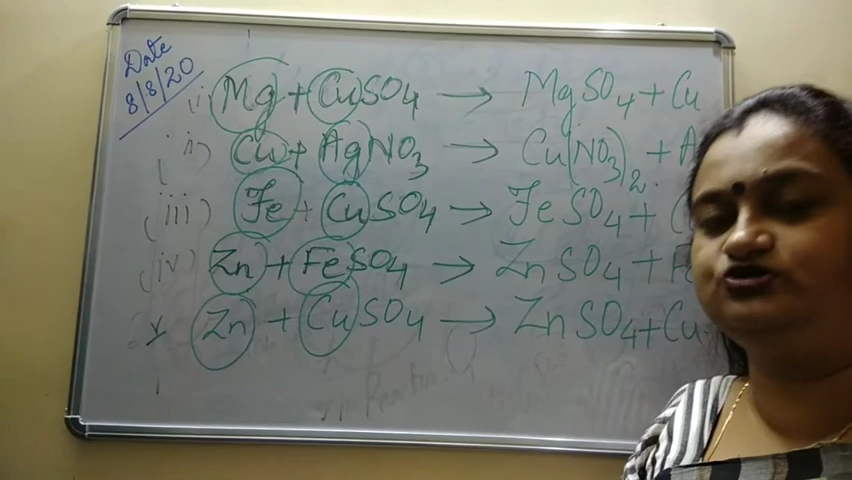 Date
8/8/20
i) Mg + CuSO4 → MgSO4 + Cu
(ii) Cu + AgNO3 → Cu(NO3)2 + A
(iii) Fe + CuSO4 → FeSO4 + C
(iv) Zn + FeSO4 → ZnSO4 + Fe
v Zn + CuSO4 → ZnSO4 + Cu
Reaction